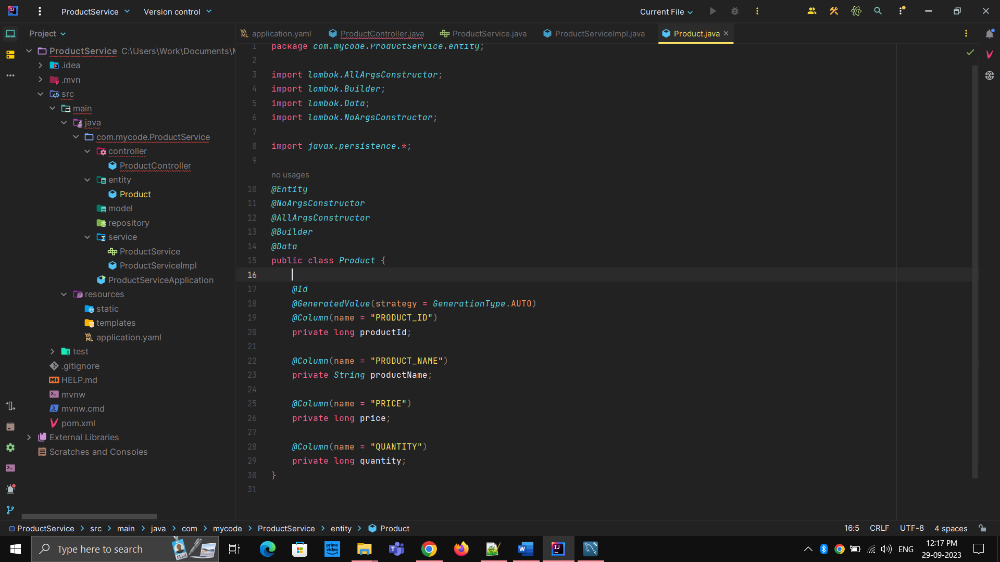 ProductService Version control Current File
Project
application.yaml ProductController.java ProductService.java ProductServiceImpl.java Product.java
ProductService C:\Users\Work\Documents\M
.idea
.mvn
src
main
java
com.mycode.ProductService
controller
ProductController
entity
Product
model
repository
service
ProductService
ProductServiceImpl
ProductServiceApplication
resources
static
templates
application.yaml
test
.gitignore
HELP.md
mvnw
mvnw.cmd
pom.xml
External Libraries
Scratches and Consoles
1 package com.mycode.ProductService.entity;
2
3 import lombok.AllArgsConstructor;
4 import lombok.Builder;
5 import lombok.Data;
6 import lombok.NoArgsConstructor;
7
8 import javax.persistence.*;
9
no usages
10 @Entity
11 @NoArgsConstructor
12 @AllArgsConstructor
13 @Builder
14 @Data
15 public class Product {
16
17 @Id
18 @GeneratedValue(strategy = GenerationType.AUTO)
19 @Column(name = "PRODUCT_ID")
20 private long productId;
21
22 @Column(name = "PRODUCT_NAME")
23 private String productName;
24
25 @Column(name = "PRICE")
26 private long price;
27
28 @Column(name = "QUANTITY")
29 private long quantity;
30 }
31
ProductService > src > main > java > com > mycode > ProductService > entity > Product 16:5 CRLF UTF-8 4 spaces
Type here to search
prime video
ENG
12:17 PM
29-09-2023